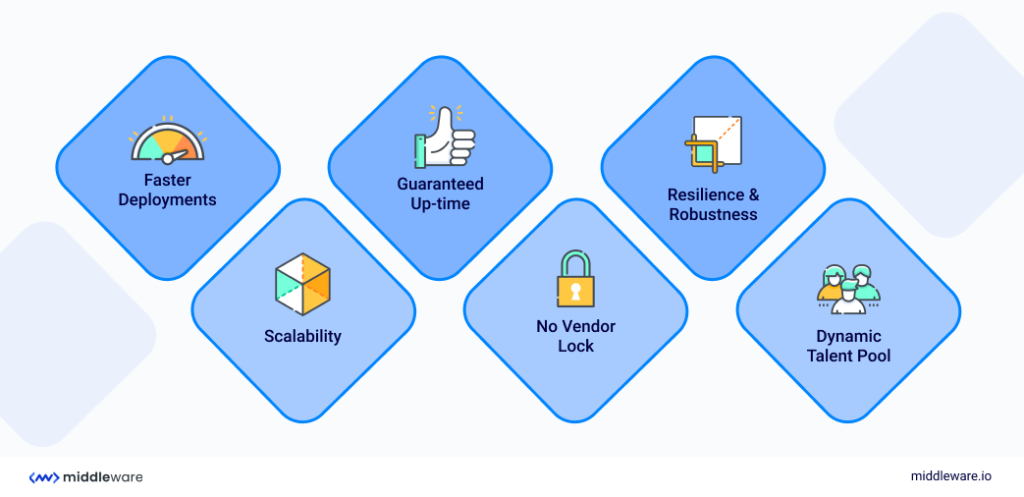 Faster
Deployments
Guaranteed
Up-time
Resilience &
Robustness
Scalability
No Vendor
Lock
Dynamic
Talent Pool
middleware
middleware.io